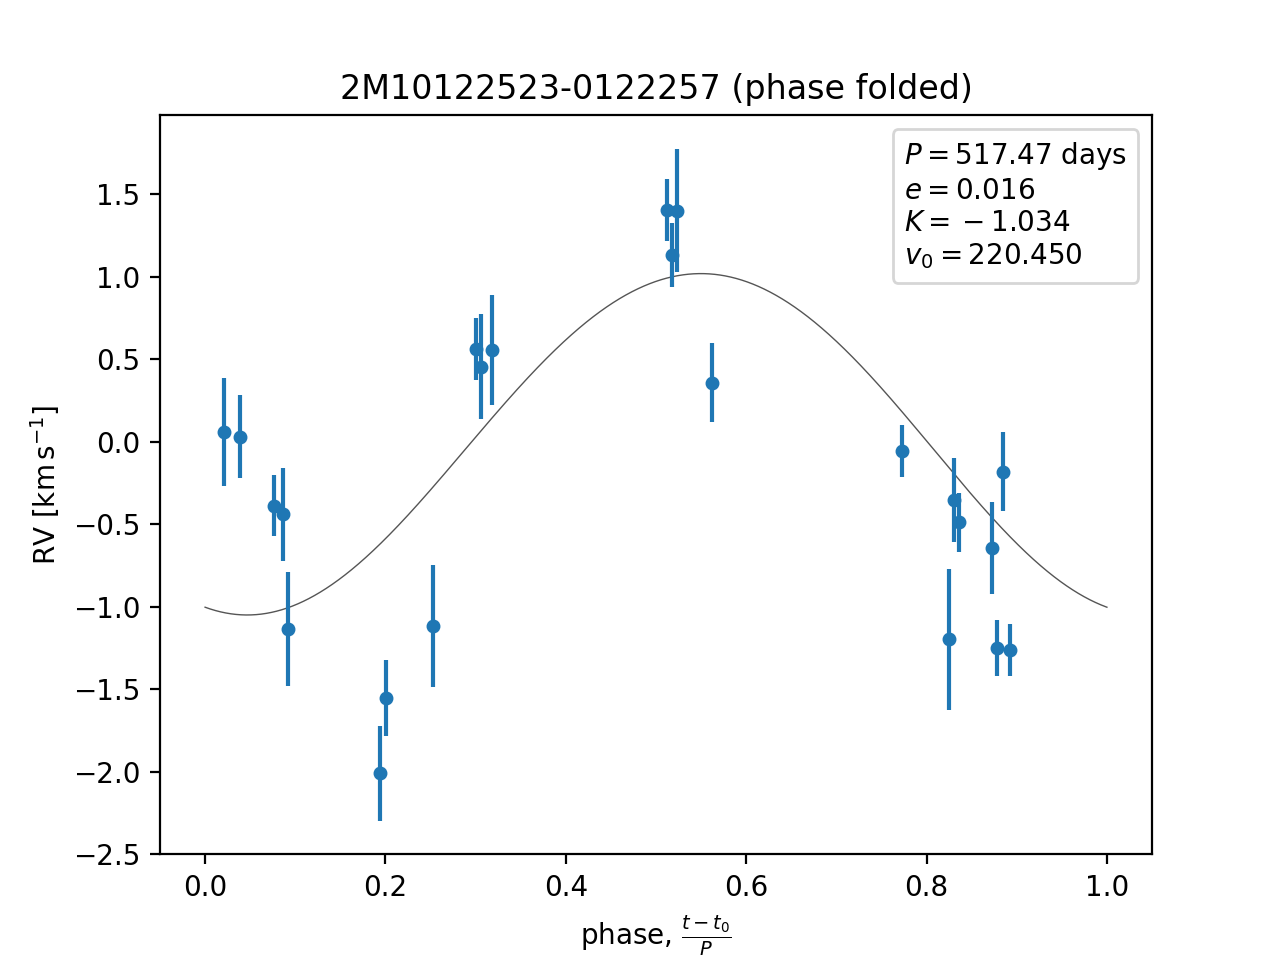 2M10122523-0122257 (phase folded)
P = 517.47 days
e = 0.016
K = −1.034
v₀ = 220.450
RV [km s⁻¹]
1.5
1.0
0.5
0.0
−0.5
−1.0
−1.5
−2.0
−2.5
0.0 0.2 0.4 0.6 0.8 1.0
phase, (t − t₀)/P